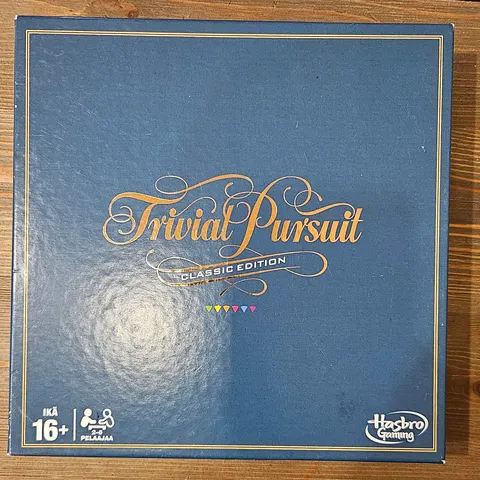 Trivial Pursuit
CLASSIC EDITION
IKÄ
16+
2-6
PELAAJAA
Hasbro
Gaming